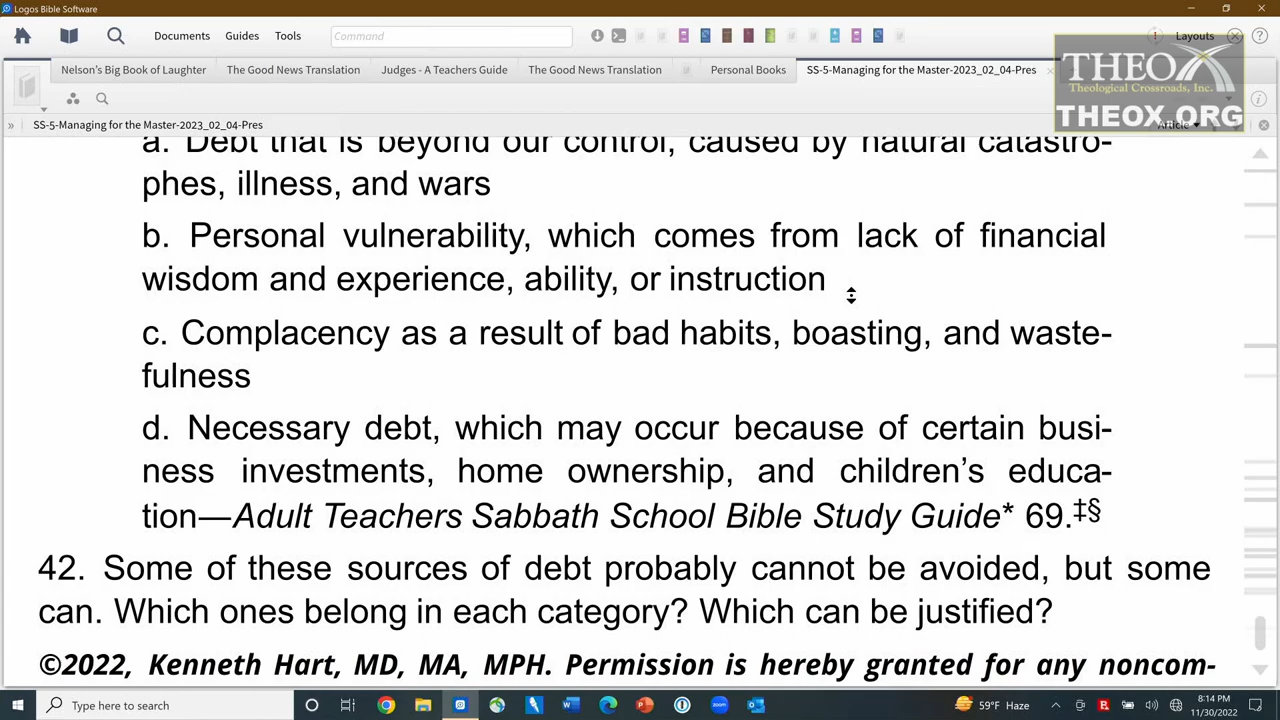 Logos Bible Software
Documents Guides Tools Command Layouts
Nelson's Big Book of Laughter The Good News Translation Judges - A Teachers Guide The Good News Translation Personal Books SS-5-Managing for the Master-2023_02_04-Pres
THEOX
Theological Crossroads, Inc.
THEOX.ORG
SS-5-Managing for the Master-2023_02_04-Pres Article
a. Debt that is beyond our control, caused by natural catastro-
phes, illness, and wars
b. Personal vulnerability, which comes from lack of financial
wisdom and experience, ability, or instruction
c. Complacency as a result of bad habits, boasting, and waste-
fulness
d. Necessary debt, which may occur because of certain busi-
ness investments, home ownership, and children's educa-
tion—Adult Teachers Sabbath School Bible Study Guide* 69.‡§
42. Some of these sources of debt probably cannot be avoided, but some
can. Which ones belong in each category? Which can be justified?
©2022, Kenneth Hart, MD, MA, MPH. Permission is hereby granted for any noncom-
Type here to search 59°F Haze 8:14 PM
11/30/2022